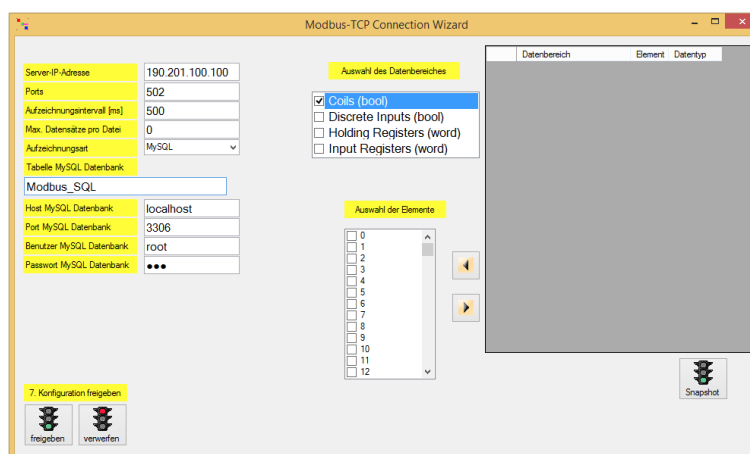 Modbus-TCP Connection Wizard
Server-IP-Adresse 190.201.100.100
Ports 502
Aufzeichnungsintervall [ms] 500
Max. Datensätze pro Datei 0
Aufzeichnungsart MySQL
Tabelle MySQL Datenbank
Modbus_SQL
Host MySQL Datenbank localhost
Port MySQL Datenbank 3306
Benutzer MySQL Datenbank root
Passwort MySQL Datenbank ●●●
7. Konfiguration freigeben
freigeben verwerfen
Auswahl des Datenbereiches
Coils (bool)
Discrete Inputs (bool)
Holding Registers (word)
Input Registers (word)
Auswahl der Elemente
0
1
2
3
4
5
6
7
8
9
10
11
12
Datenbereich Element Datentyp
Snapshot